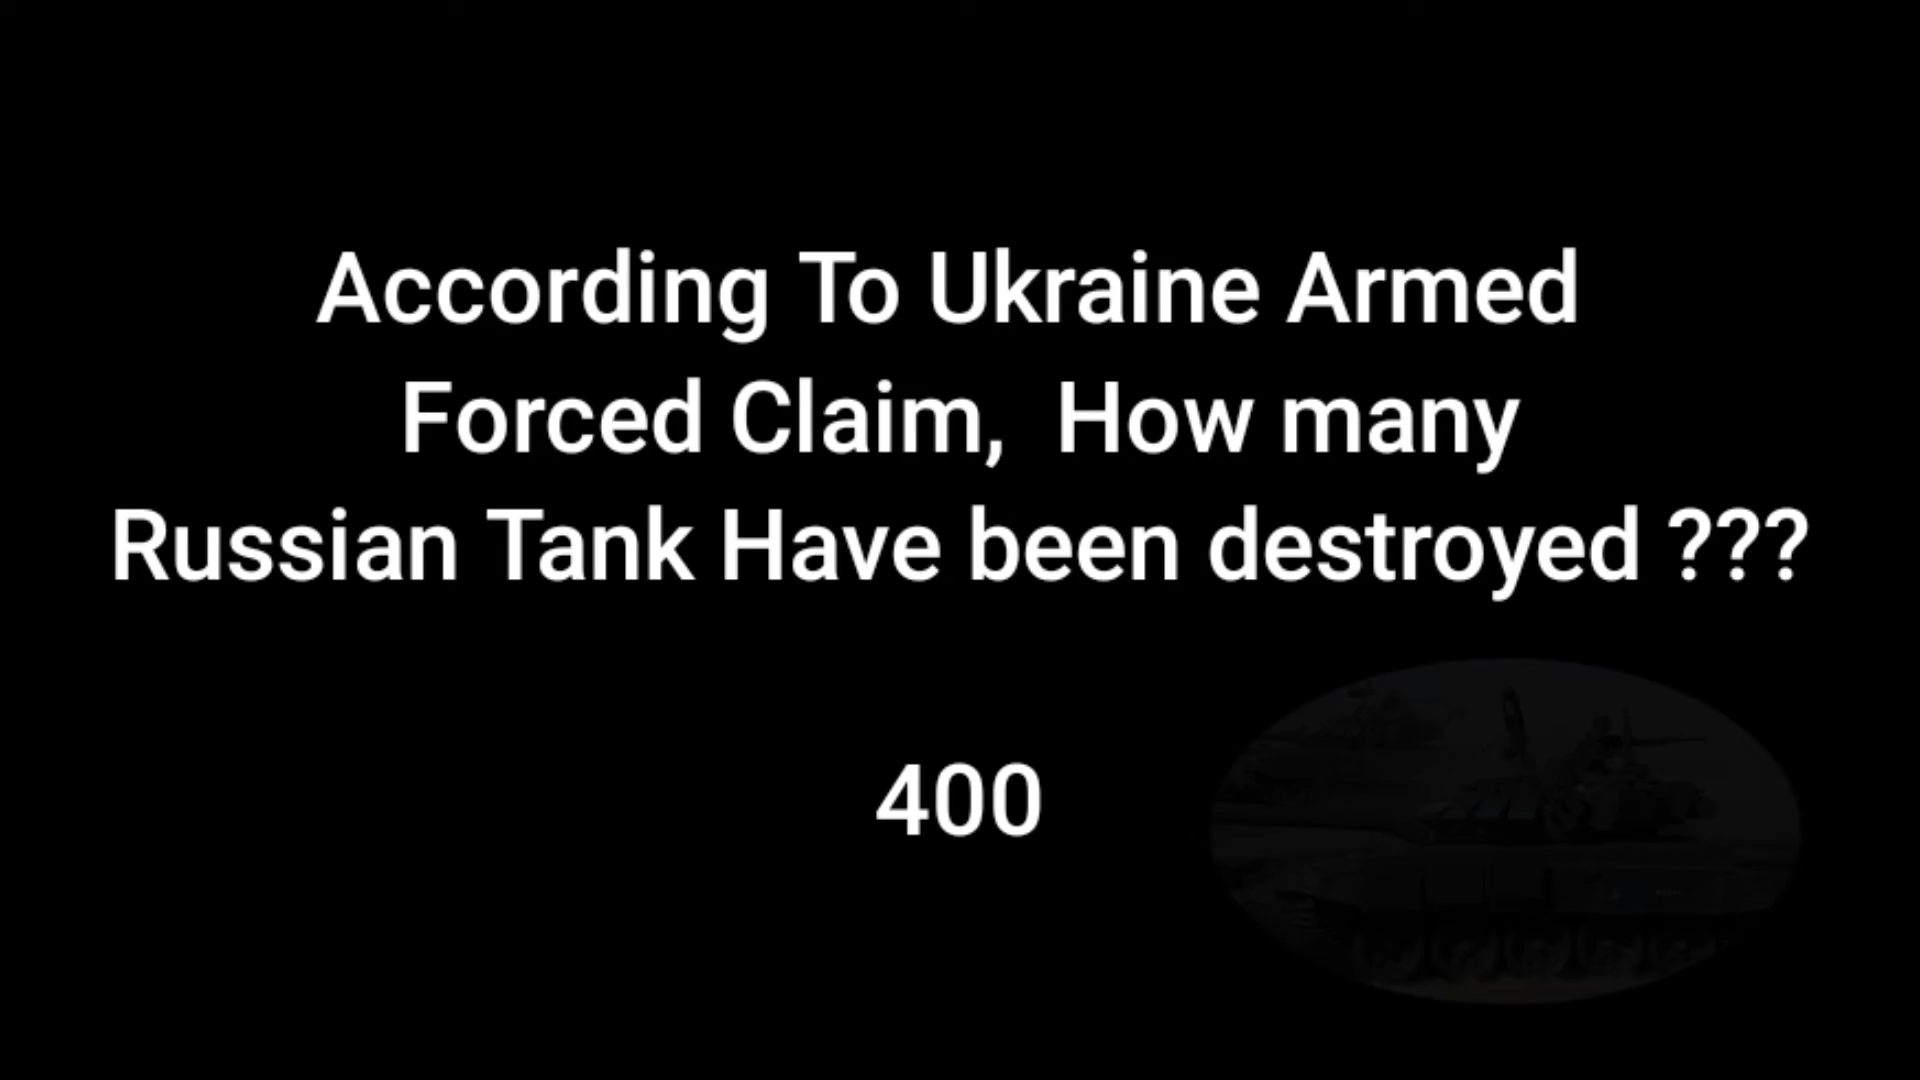 According To Ukraine Armed
Forced Claim,  How many
Russian Tank Have been destroyed ???
400